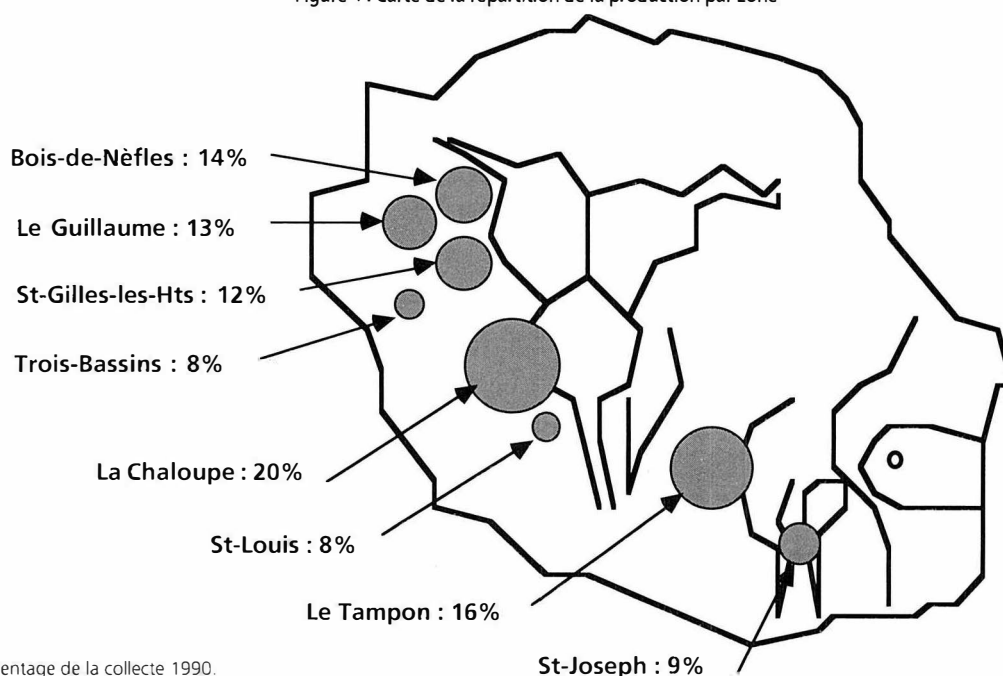 Bois-de-Nèfles : 14%
Le Guillaume : 13%
St-Gilles-les-Hts : 12%
Trois-Bassins : 8%
La Chaloupe : 20%
St-Louis : 8%
Le Tampon : 16%
St-Joseph : 9%
entage de la collecte 1990.